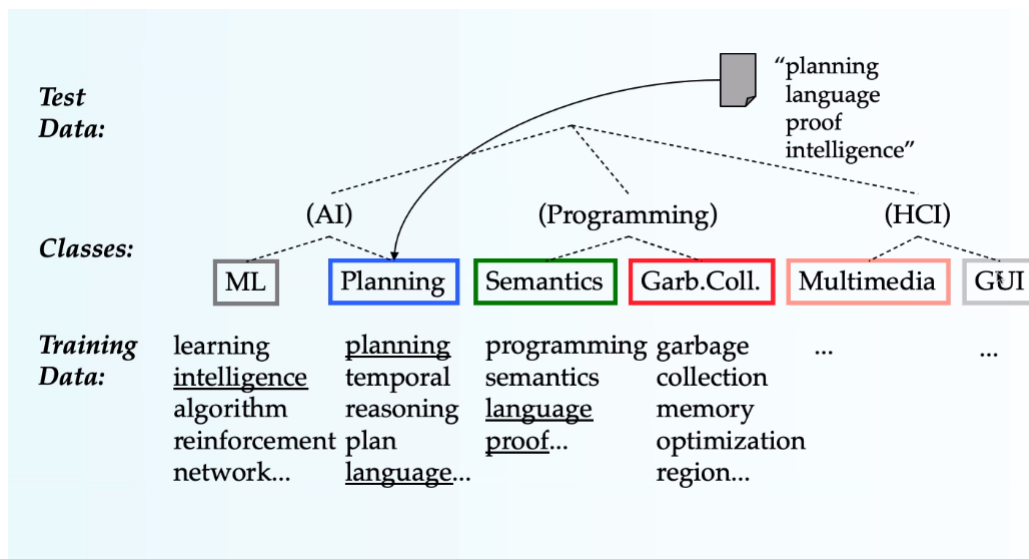 Test
Data:
“planning
language
proof
intelligence”
(AI)
(Programming)
(HCI)
Classes:
ML
Planning
Semantics
Garb.Coll.
Multimedia
GUI
Training
Data:
learning
intelligence
algorithm
reinforcement
network...
planning
temporal
reasoning
plan
language...
programming
semantics
language
proof...
garbage
collection
memory
optimization
region...
...
...